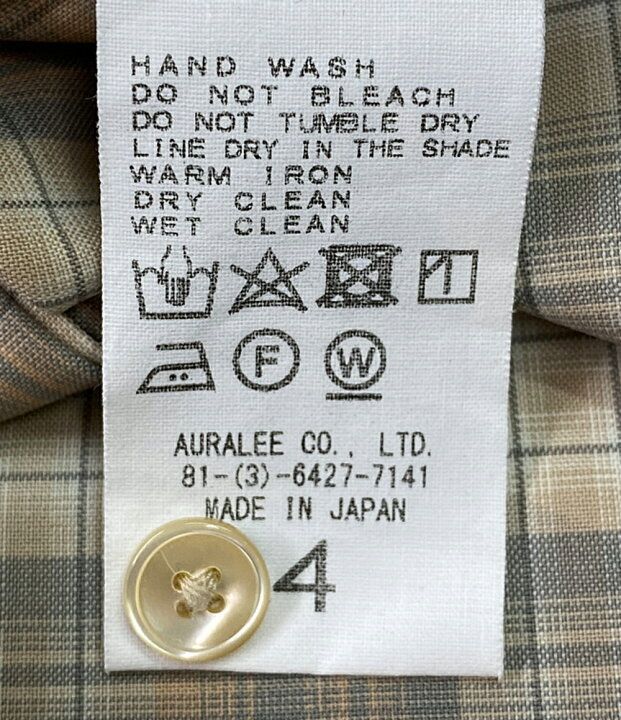 HAND WASH
DO NOT BLEACH
DO NOT TUMBLE DRY
LINE DRY IN THE SHADE
WARM IRON
DRY CLEAN
WET CLEAN
F W
AURALEE CO., LTD.
81-(3)-6427-7141
MADE IN JAPAN
4